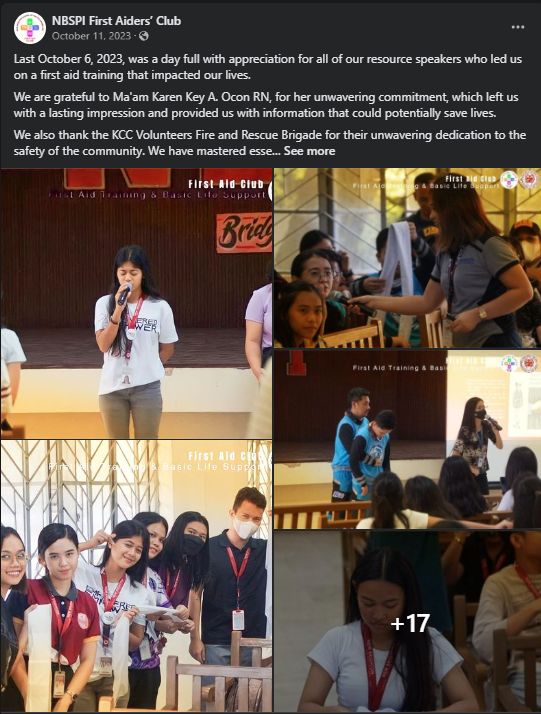 NBSPI First Aiders' Club
October 11, 2023 ·
Last October 6, 2023, was a day full with appreciation for all of our resource speakers who led us
on a first aid training that impacted our lives.
We are grateful to Ma'am Karen Key A. Ocon RN, for her unwavering commitment, which left us
with a lasting impression and provided us with information that could potentially save lives.
We also thank the KCC Volunteers Fire and Rescue Brigade for their unwavering dedication to the
safety of the community. We have mastered esse... See more
First Aid Club
First Aid Training & Basic Life Support
Bridg
First Aid Club
First Aid Training & Basic Life Support
First Aid Training & Basic Life Support
First Aid Club
First Aid Training & Basic Life Support
+17